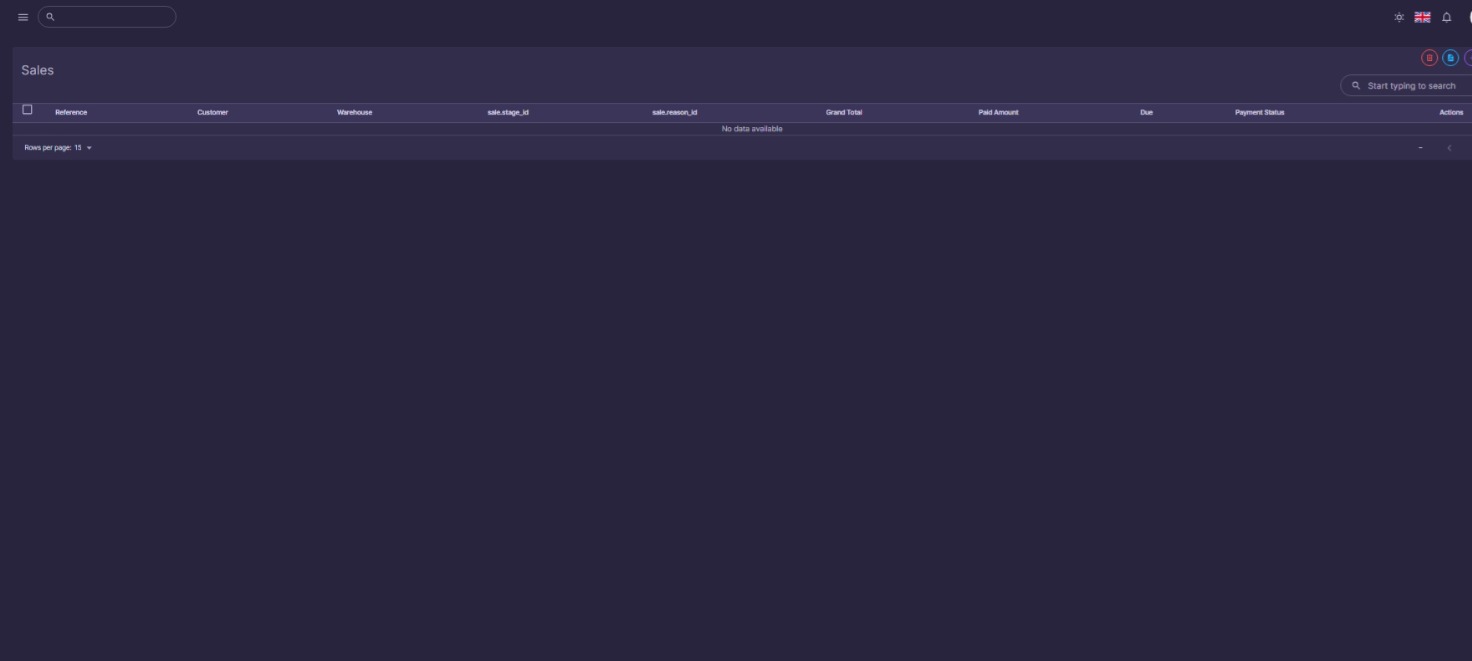 Sales
Start typing to search
Reference Customer Warehouse sale.stage_id sale.reason_id Grand Total Paid Amount Due Payment Status Actions
No data available
Rows per page: 15 –